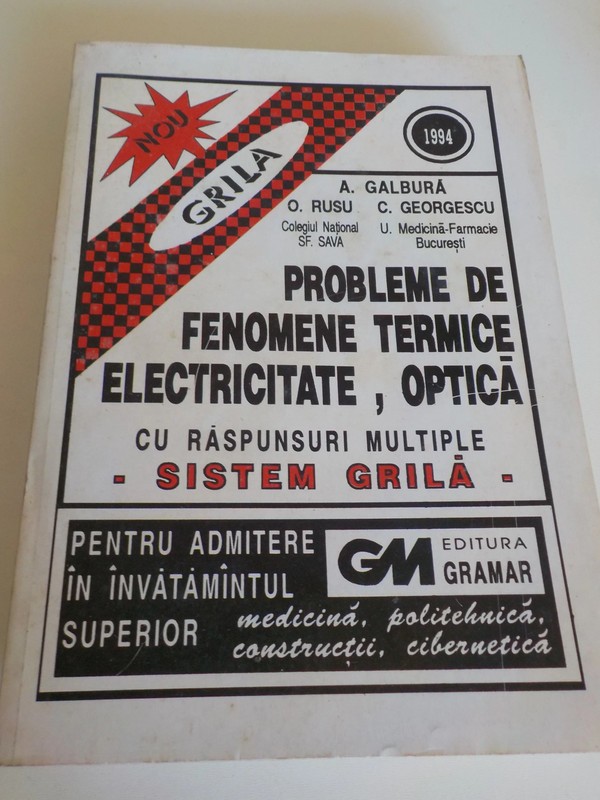 NOU
GRILA
1994
A. GALBURĂ
O. RUSU C. GEORGESCU
Colegiul Național U. Medicină-Farmacie
SF. SAVA București
PROBLEME DE
FENOMENE TERMICE
ELECTRICITATE , OPTICĂ
CU RĂSPUNSURI MULTIPLE
- SISTEM GRILĂ -
PENTRU ADMITERE
ÎN ÎNVĂTĂMÎNTUL
SUPERIOR
GM EDITURA
GRAMAR
medicină, politehnică,
construcții, cibernetică